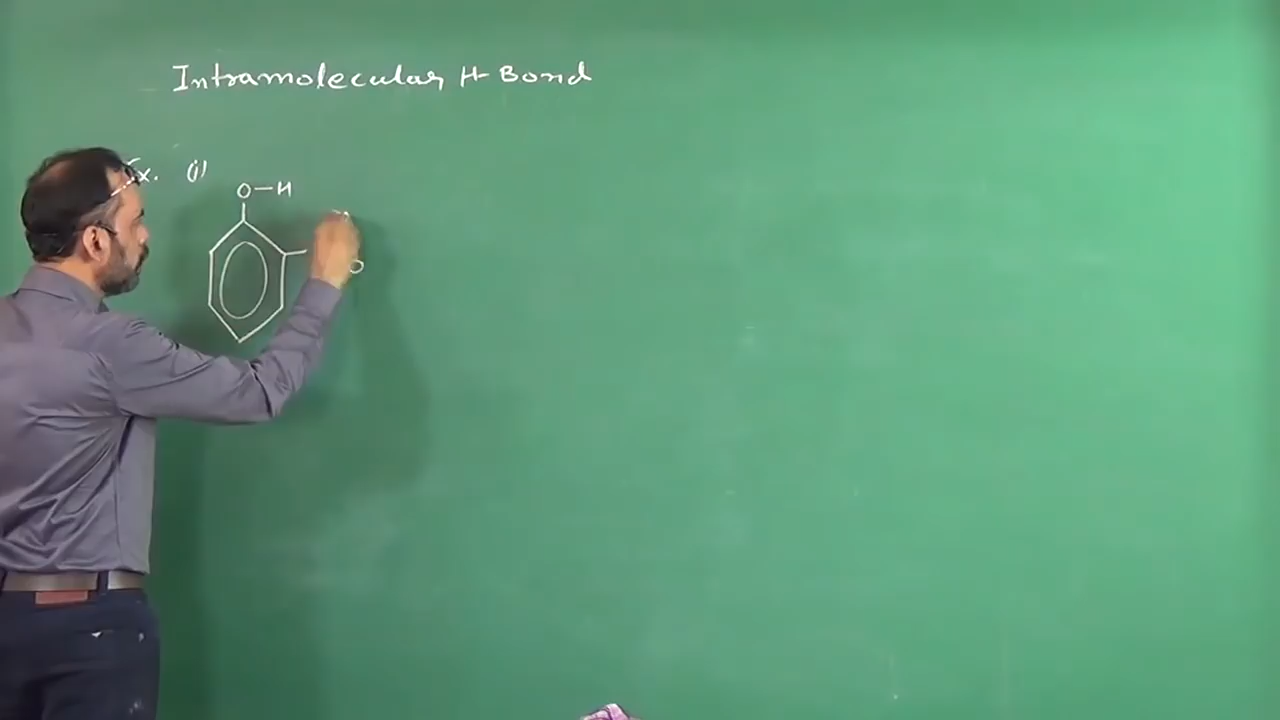 Intramolecular H-Bond
Ex. (i)
O-H
O